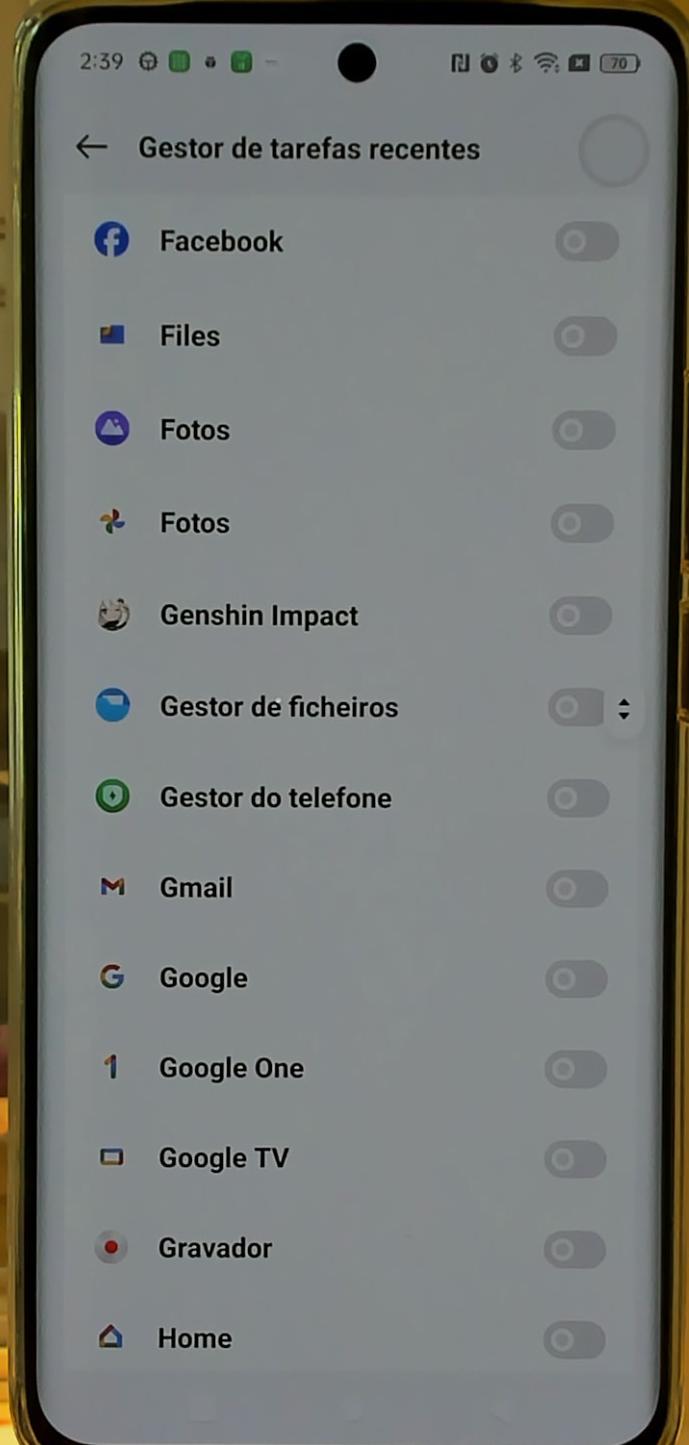 2:39
70
Gestor de tarefas recentes
Facebook
Files
Fotos
Fotos
Genshin Impact
Gestor de ficheiros
Gestor do telefone
Gmail
Google
Google One
Google TV
Gravador
Home